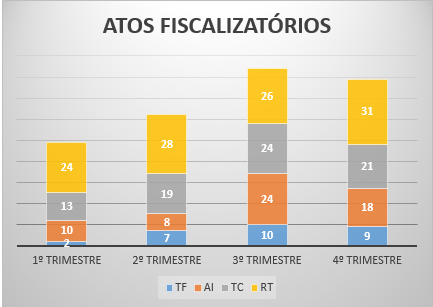 ATOS FISCALIZATÓRIOS
24 28 26 31
13 19 24 21
10 8 24 18
2 7 10 9
1º TRIMESTRE 2º TRIMESTRE 3º TRIMESTRE 4º TRIMESTRE
TF AI TC RT